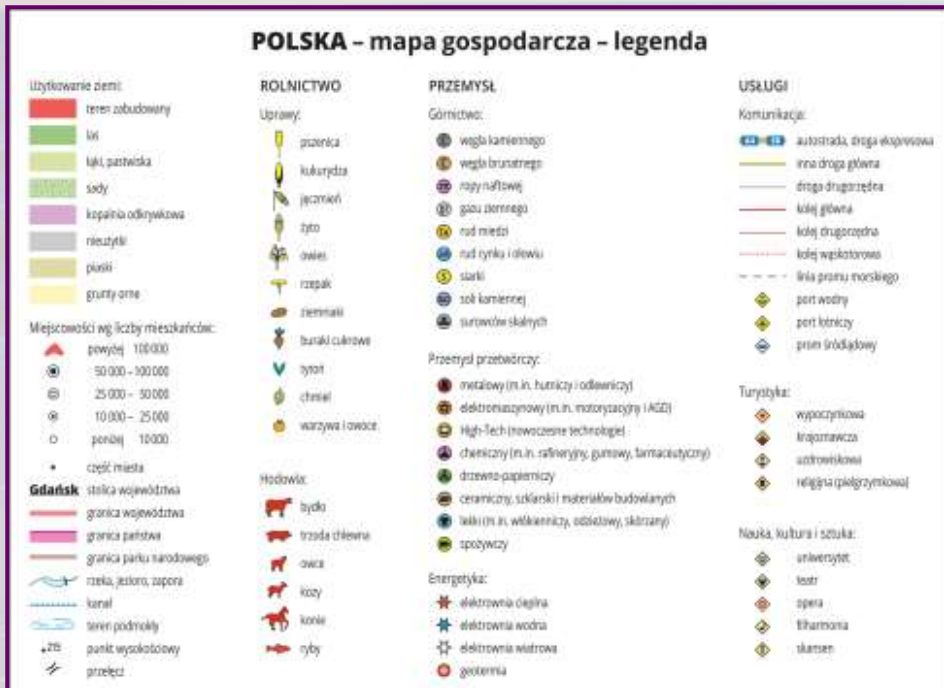 POLSKA – mapa gospodarcza – legenda
Użytkowanie ziemi:
teren zabudowany
las
łąki, pastwiska
sady
kopalnia odkrywkowa
nieużytki
piaski
grunty orne
Miejscowości wg liczby mieszkańców:
powyżej 100 000
50 000 – 100 000
25 000 – 50 000
10 000 – 25 000
poniżej 10 000
część miasta
Gdańsk stolica województwa
granica województwa
granica państwa
granica parku narodowego
rzeka, jezioro, zapora
kanał
teren podmokły
215 punkt wysokościowy
przełęcz
ROLNICTWO
Uprawy:
pszenica
kukurydza
jęczmień
żyto
owies
rzepak
ziemniaki
buraki cukrowe
tytoń
chmiel
warzywa i owoce
Hodowla:
bydło
trzoda chlewna
owce
kozy
konie
ryby
PRZEMYSŁ
Górnictwo:
węgla kamiennego
węgla brunatnego
ropy naftowej
gazu ziemnego
rud miedzi
rud cynku i ołowiu
S siarki
soli kamiennej
surowców skalnych
Przemysł przetwórczy:
metalowy (m.in. hutniczy i odlewniczy)
elektromaszynowy (m.in. motoryzacyjny i AGD)
High-Tech (nowoczesne technologie)
chemiczny (m.in. rafineryjny, gumowy, farmaceutyczny)
drzewno-papierniczy
ceramiczny, szklarski i materiałów budowlanych
lekki (m.in. włókienniczy, odzieżowy, skórzany)
spożywczy
Energetyka:
elektrownia cieplna
elektrownia wodna
elektrownia wiatrowa
geotermia
USŁUGI
Komunikacja:
autostrada, droga ekspresowa
inna droga główna
droga drugorzędna
kolej główna
kolej drugorzędna
kolej wąskotorowa
linia promu morskiego
port wodny
port lotniczy
prom śródlądowy
Turystyka:
wypoczynkowa
krajoznawcza
uzdrowiskowa
religijna (pielgrzymkowa)
Nauka, kultura i sztuka:
uniwersytet
teatr
opera
filharmonia
skansen